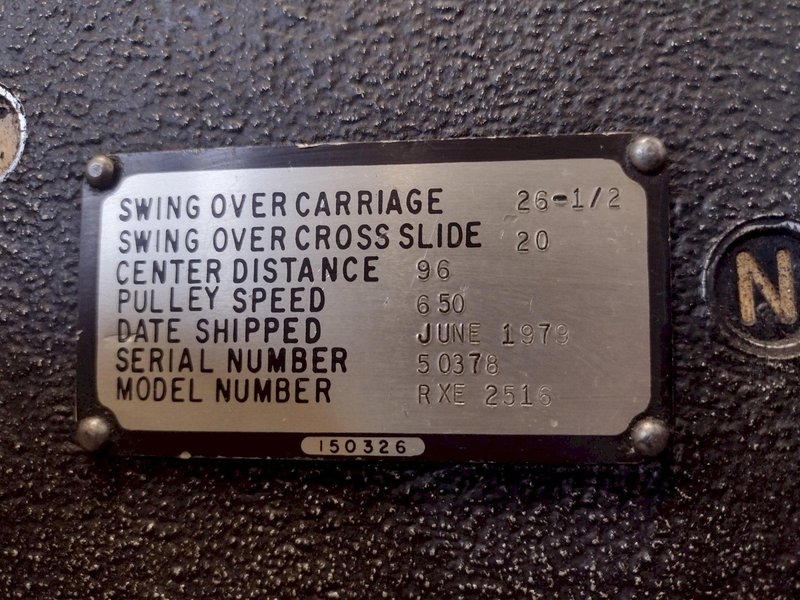 SWING OVER CARRIAGE 26-1/2
SWING OVER CROSS SLIDE 20
CENTER DISTANCE 96
PULLEY SPEED 650
DATE SHIPPED JUNE 1979
SERIAL NUMBER 50378
MODEL NUMBER RXE 2516
150326
N